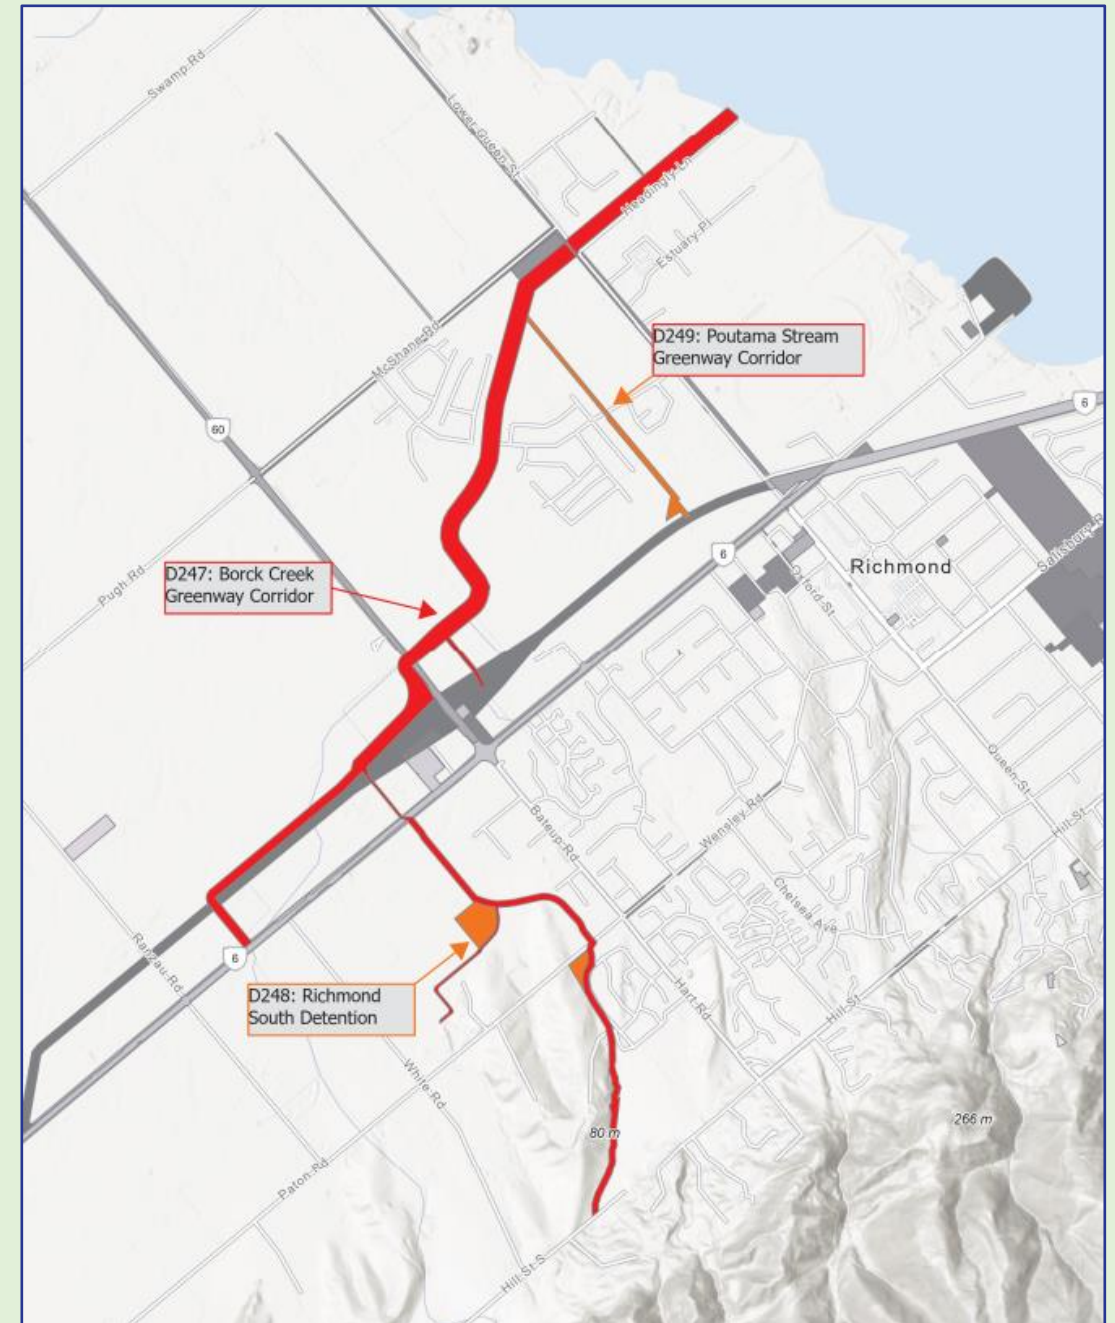 Swamp Rd
Lower Queen St
Headingly Ln
Estuary Pl
McShane Rd
D249: Poutama Stream
Greenway Corridor
60
6
6
Richmond
Salisbury R
Oxford St
Pugh Rd
D247: Borck Creek
Greenway Corridor
Queen St
Hill St
Wensley Rd
Bateup Rd
Chelsea Ave
Ranzau Rd
6
Hart Rd
Hill St
D248: Richmond
South Detention
White Rd
80 m
266 m
Paton Rd
Hill St S